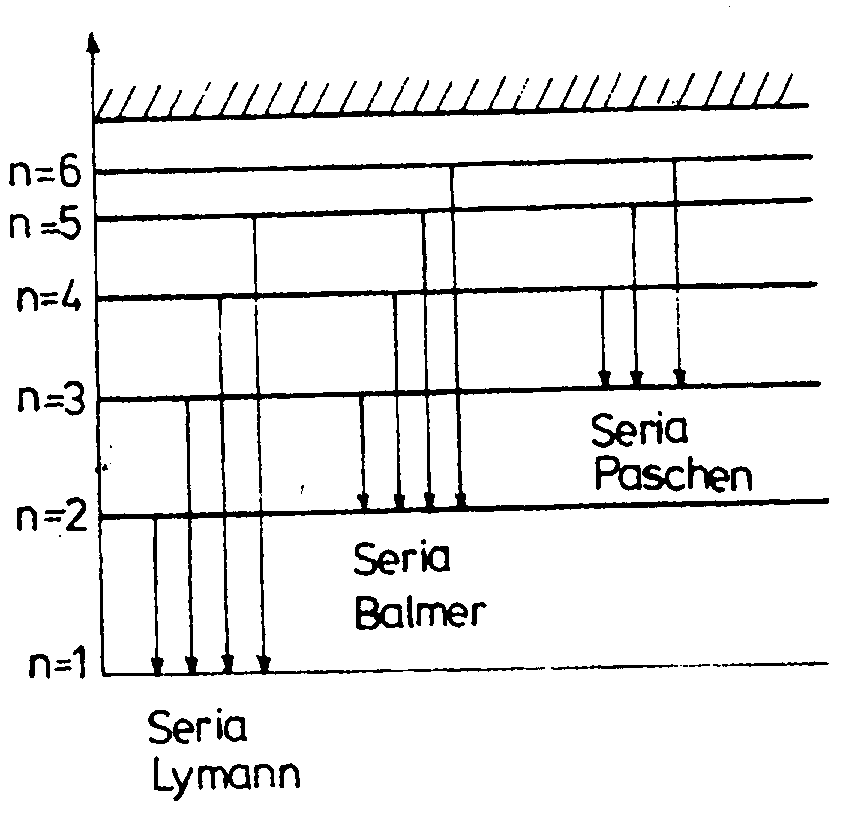 n=6
n=5
n=4
n=3
n=2
n=1
Seria
Paschen
Seria
Balmer
Seria
Lymann